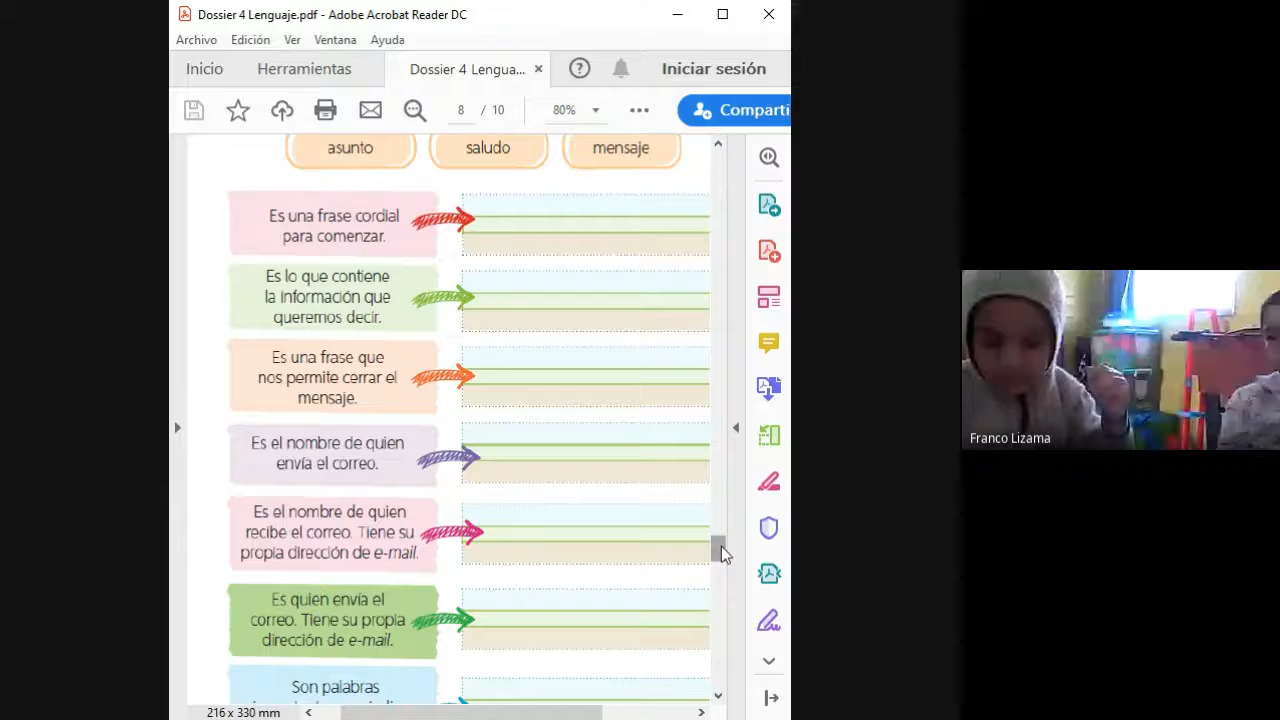 Dossier 4 Lenguaje.pdf - Adobe Acrobat Reader DC
Archivo Edición Ver Ventana Ayuda
Inicio Herramientas Dossier 4 Lengua... × ? Iniciar sesión
8 / 10 80% Comparti
asunto saludo mensaje
Es una frase cordial
para comenzar.
Es lo que contiene
la información que
queremos decir.
Es una frase que
nos permite cerrar el
mensaje.
Es el nombre de quien
envía el correo.
Es el nombre de quien
recibe el correo. Tiene su
propia dirección de e-mail.
Es quien envía el
correo. Tiene su propia
dirección de e-mail.
Son palabras
216 x 330 mm
Franco Lizama